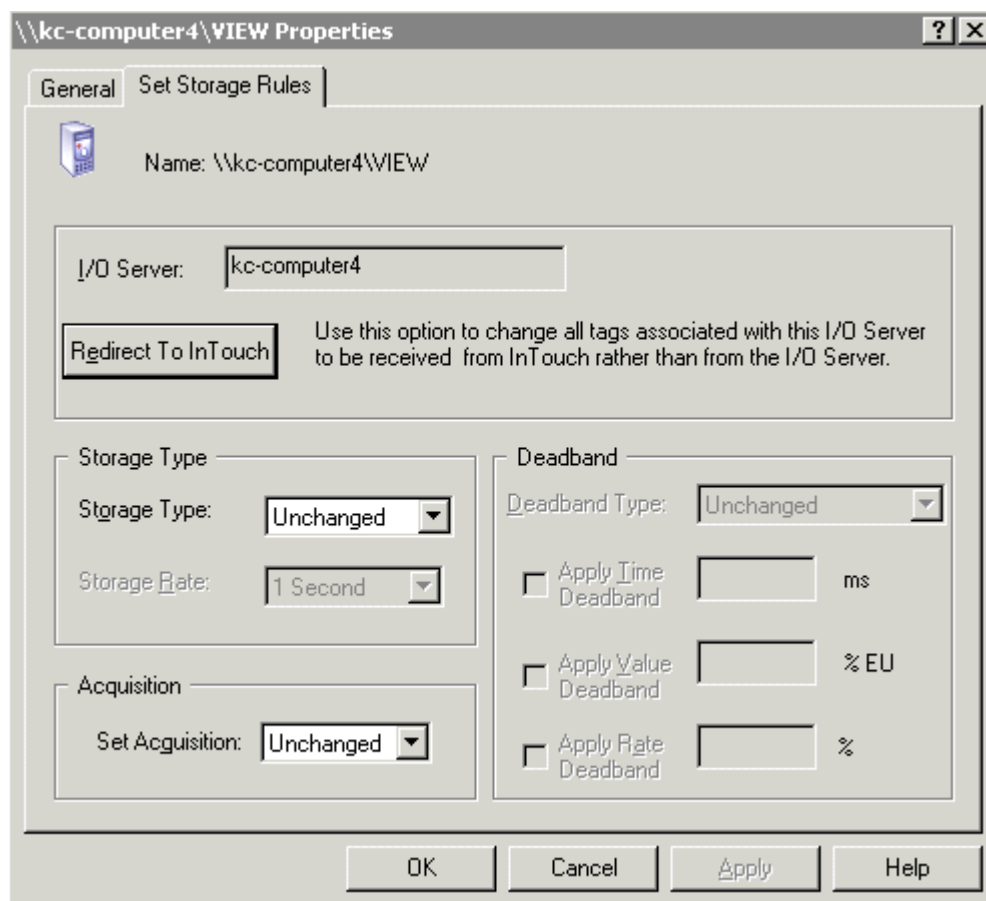 \\kc-computer4\VIEW Properties
General
Set Storage Rules
Name: \\kc-computer4\VIEW
I/O Server:
kc-computer4
Redirect To InTouch
Use this option to change all tags associated with this I/O Server
to be received from InTouch rather than from the I/O Server.
Storage Type
Storage Type:
Unchanged
Storage Rate:
1 Second
Acquisition
Set Acquisition:
Unchanged
Deadband
Deadband Type:
Unchanged
Apply Time
Deadband
ms
Apply Value
Deadband
% EU
Apply Rate
Deadband
%
OK
Cancel
Apply
Help